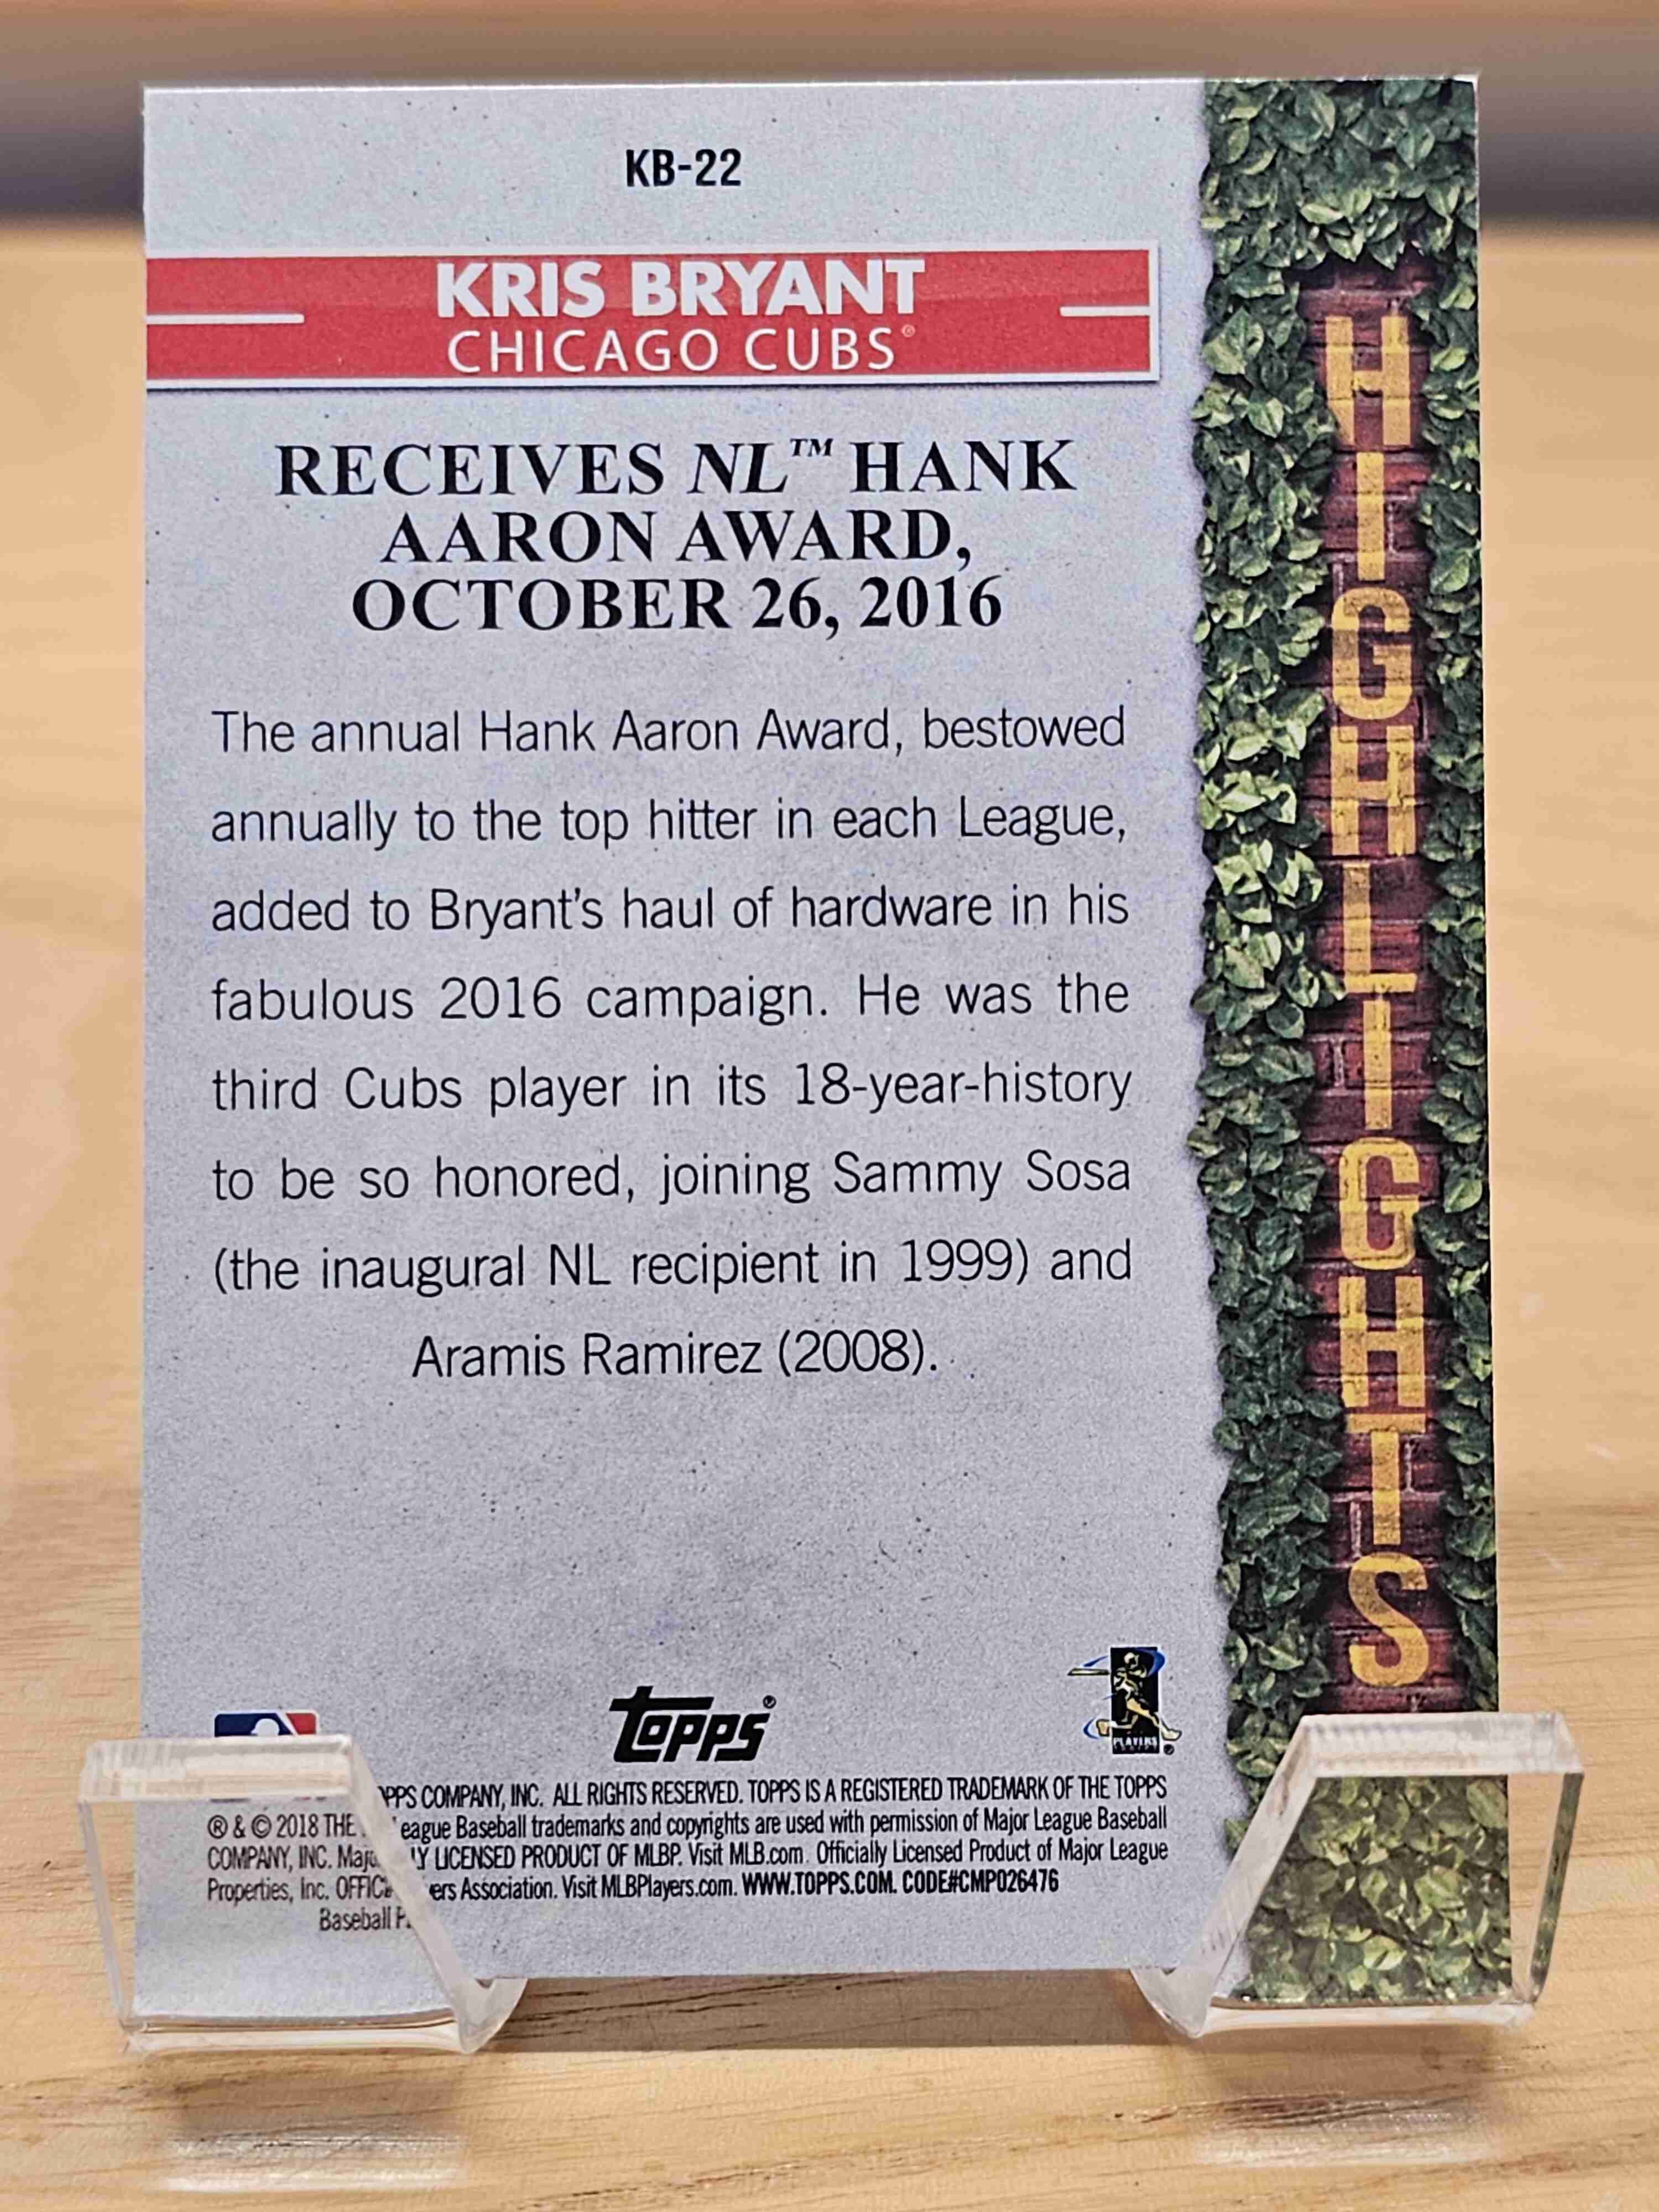 KB-22
KRIS BRYANT
CHICAGO CUBS®
RECEIVES NL™ HANK
AARON AWARD,
OCTOBER 26, 2016
The annual Hank Aaron Award, bestowed
annually to the top hitter in each League,
added to Bryant's haul of hardware in his
fabulous 2016 campaign. He was the
third Cubs player in its 18-year-history
to be so honored, joining Sammy Sosa
(the inaugural NL recipient in 1999) and
Aramis Ramirez (2008).
HIGHLIGHTS
topps®
PLAYERS
® & © 2018 THE COMPANY, INC. ALL RIGHTS RESERVED. TOPPS IS A REGISTERED TRADEMARK OF THE TOPPS
COMPANY, INC. League Baseball trademarks and copyrights are used with permission of Major League Baseball
Properties, Inc. LICENSED PRODUCT OF MLBP. Visit MLB.com. Officially Licensed Product of Major League
Baseball Association. Visit MLBPlayers.com. WWW.TOPPS.COM. CODE#CMP026476